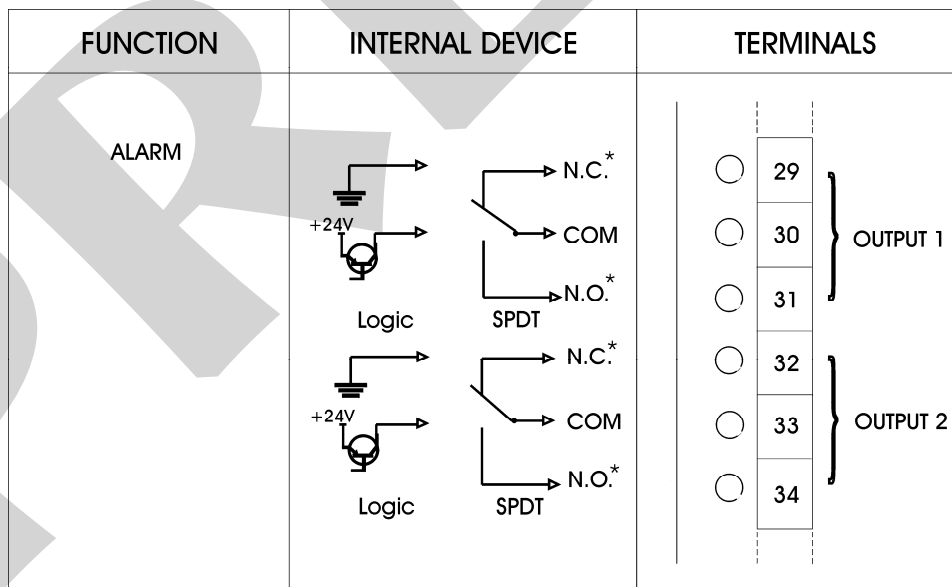 FUNCTION INTERNAL DEVICE TERMINALS
ALARM
N.C.* 29
+24V COM 30 OUTPUT 1
N.O.* 31
Logic SPDT
N.C.* 32
+24V COM 33 OUTPUT 2
N.O.* 34
Logic SPDT